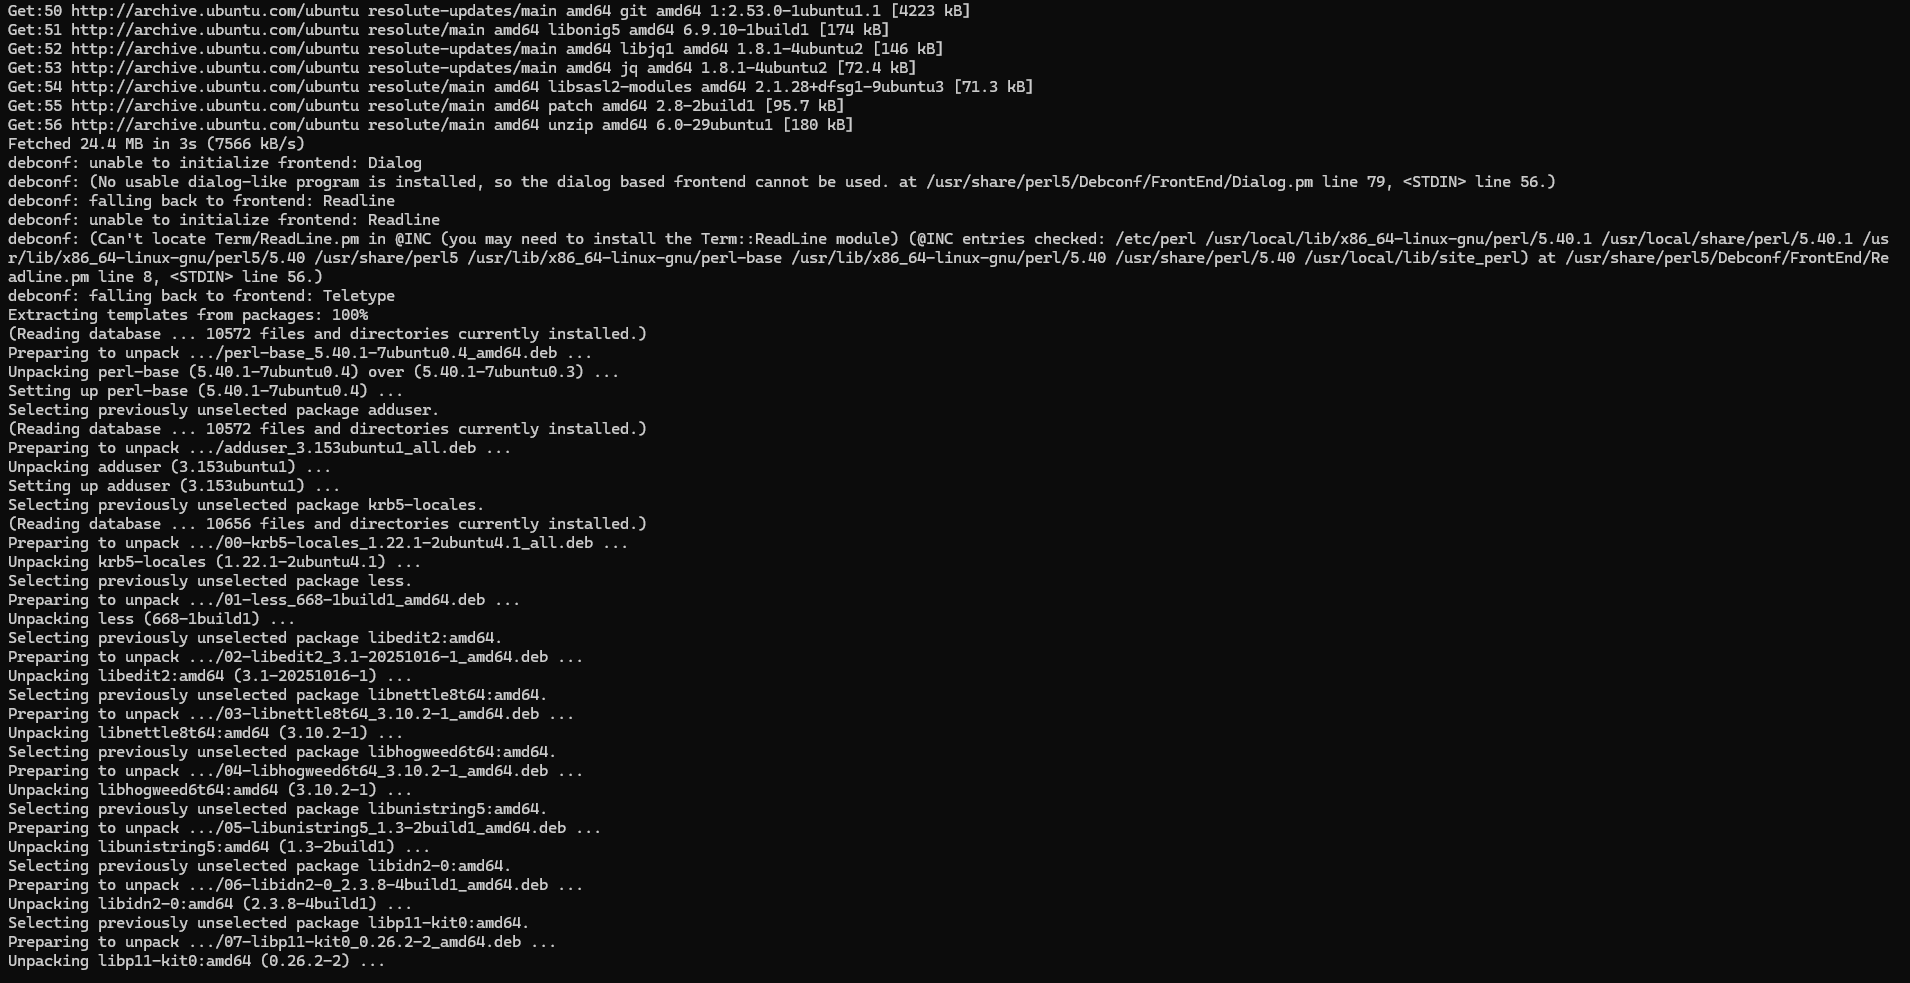 Get:50 http://archive.ubuntu.com/ubuntu resolute-updates/main amd64 git amd64 1:2.53.0-1ubuntu1.1 [4223 kB]
Get:51 http://archive.ubuntu.com/ubuntu resolute/main amd64 libonig5 amd64 6.9.10-1build1 [174 kB]
Get:52 http://archive.ubuntu.com/ubuntu resolute-updates/main amd64 libjq1 amd64 1.8.1-4ubuntu2 [146 kB]
Get:53 http://archive.ubuntu.com/ubuntu resolute-updates/main amd64 jq amd64 1.8.1-4ubuntu2 [72.4 kB]
Get:54 http://archive.ubuntu.com/ubuntu resolute/main amd64 libsasl2-modules amd64 2.1.28+dfsg1-9ubuntu3 [71.3 kB]
Get:55 http://archive.ubuntu.com/ubuntu resolute/main amd64 patch amd64 2.8-2build1 [95.7 kB]
Get:56 http://archive.ubuntu.com/ubuntu resolute/main amd64 unzip amd64 6.0-29ubuntu1 [180 kB]
Fetched 24.4 MB in 3s (7566 kB/s)
debconf: unable to initialize frontend: Dialog
debconf: (No usable dialog-like program is installed, so the dialog based frontend cannot be used. at /usr/share/perl5/Debconf/FrontEnd/Dialog.pm line 79, <STDIN> line 56.)
debconf: falling back to frontend: Readline
debconf: unable to initialize frontend: Readline
debconf: (Can't locate Term/ReadLine.pm in @INC (you may need to install the Term::ReadLine module) (@INC entries checked: /etc/perl /usr/local/lib/x86_64-linux-gnu/perl/5.40.1 /usr/local/share/perl/5.40.1 /us
r/lib/x86_64-linux-gnu/perl5/5.40 /usr/share/perl5 /usr/lib/x86_64-linux-gnu/perl-base /usr/lib/x86_64-linux-gnu/perl/5.40 /usr/share/perl/5.40 /usr/local/lib/site_perl) at /usr/share/perl5/Debconf/FrontEnd/Re
adline.pm line 8, <STDIN> line 56.)
debconf: falling back to frontend: Teletype
Extracting templates from packages: 100%
(Reading database ... 10572 files and directories currently installed.)
Preparing to unpack .../perl-base_5.40.1-7ubuntu0.4_amd64.deb ...
Unpacking perl-base (5.40.1-7ubuntu0.4) over (5.40.1-7ubuntu0.3) ...
Setting up perl-base (5.40.1-7ubuntu0.4) ...
Selecting previously unselected package adduser.
(Reading database ... 10572 files and directories currently installed.)
Preparing to unpack .../adduser_3.153ubuntu1_all.deb ...
Unpacking adduser (3.153ubuntu1) ...
Setting up adduser (3.153ubuntu1) ...
Selecting previously unselected package krb5-locales.
(Reading database ... 10656 files and directories currently installed.)
Preparing to unpack .../00-krb5-locales_1.22.1-2ubuntu4.1_all.deb ...
Unpacking krb5-locales (1.22.1-2ubuntu4.1) ...
Selecting previously unselected package less.
Preparing to unpack .../01-less_668-1build1_amd64.deb ...
Unpacking less (668-1build1) ...
Selecting previously unselected package libedit2:amd64.
Preparing to unpack .../02-libedit2_3.1-20251016-1_amd64.deb ...
Unpacking libedit2:amd64 (3.1-20251016-1) ...
Selecting previously unselected package libnettle8t64:amd64.
Preparing to unpack .../03-libnettle8t64_3.10.2-1_amd64.deb ...
Unpacking libnettle8t64:amd64 (3.10.2-1) ...
Selecting previously unselected package libhogweed6t64:amd64.
Preparing to unpack .../04-libhogweed6t64_3.10.2-1_amd64.deb ...
Unpacking libhogweed6t64:amd64 (3.10.2-1) ...
Selecting previously unselected package libunistring5:amd64.
Preparing to unpack .../05-libunistring5_1.3-2build1_amd64.deb ...
Unpacking libunistring5:amd64 (1.3-2build1) ...
Selecting previously unselected package libidn2-0:amd64.
Preparing to unpack .../06-libidn2-0_2.3.8-4build1_amd64.deb ...
Unpacking libidn2-0:amd64 (2.3.8-4build1) ...
Selecting previously unselected package libp11-kit0:amd64.
Preparing to unpack .../07-libp11-kit0_0.26.2-2_amd64.deb ...
Unpacking libp11-kit0:amd64 (0.26.2-2) ...